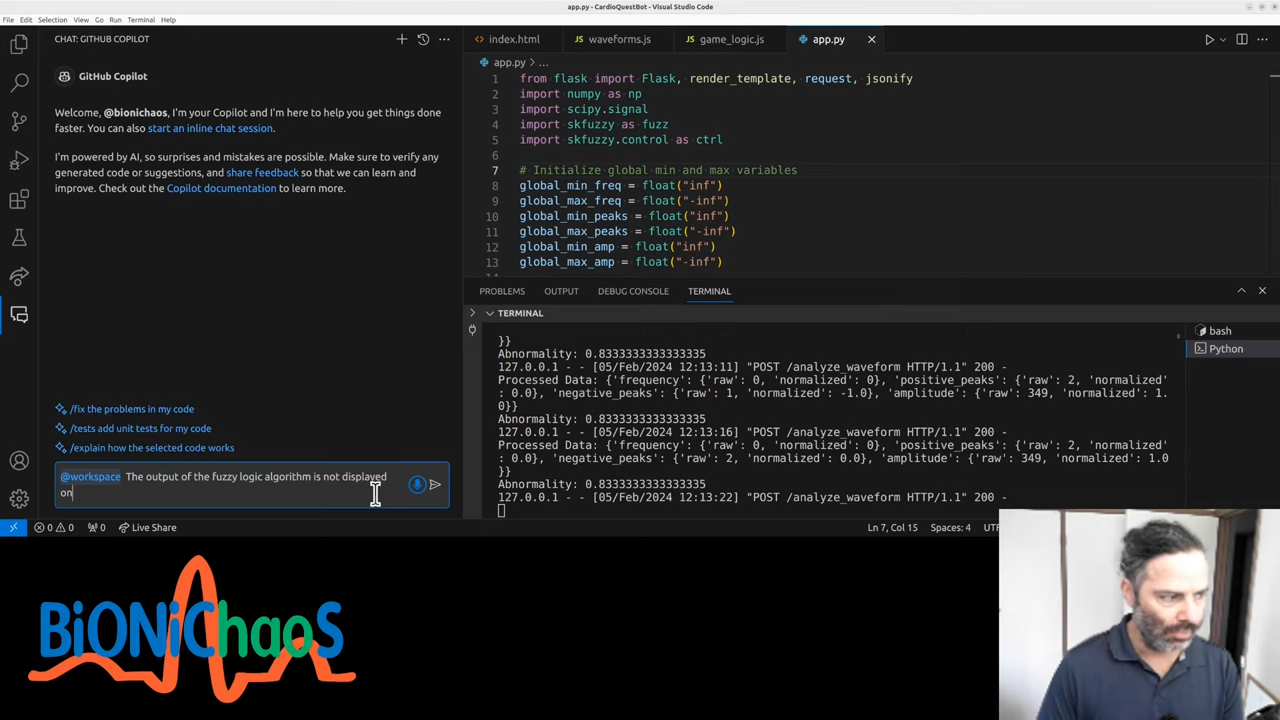 app.py - CardioQuestBot - Visual Studio Code
File Edit Selection View Go Run Terminal Help
CHAT: GITHUB COPILOT
GitHub Copilot
Welcome, @bionichaos, I'm your Copilot and I'm here to help you get things done
faster. You can also start an inline chat session.
I'm powered by AI, so surprises and mistakes are possible. Make sure to verify any
generated code or suggestions, and share feedback so that we can learn and
improve. Check out the Copilot documentation to learn more.
/fix the problems in my code
/tests add unit tests for my code
/explain how the selected code works
@workspace The output of the fuzzy logic algorithm is not displayed
on
index.html
waveforms.js
game_logic.js
app.py
app.py > ...
1 from flask import Flask, render_template, request, jsonify
2 import numpy as np
3 import scipy.signal
4 import skfuzzy as fuzz
5 import skfuzzy.control as ctrl
6
7 # Initialize global min and max variables
8 global_min_freq = float("inf")
9 global_max_freq = float("-inf")
10 global_min_peaks = float("inf")
11 global_max_peaks = float("-inf")
12 global_min_amp = float("inf")
13 global_max_amp = float("-inf")
14
PROBLEMS OUTPUT DEBUG CONSOLE TERMINAL
TERMINAL
}}
Abnormality: 0.8333333333333335
127.0.0.1 - - [05/Feb/2024 12:13:11] "POST /analyze_waveform HTTP/1.1" 200 -
Processed Data: {'frequency': {'raw': 0, 'normalized': 0}, 'positive_peaks': {'raw': 2, 'normalized'
: 0.0}, 'negative_peaks': {'raw': 1, 'normalized': -1.0}, 'amplitude': {'raw': 349, 'normalized': 1.
0}}
Abnormality: 0.8333333333333335
127.0.0.1 - - [05/Feb/2024 12:13:16] "POST /analyze_waveform HTTP/1.1" 200 -
Processed Data: {'frequency': {'raw': 0, 'normalized': 0}, 'positive_peaks': {'raw': 2, 'normalized'
: 0.0}, 'negative_peaks': {'raw': 2, 'normalized': 0.0}, 'amplitude': {'raw': 349, 'normalized': 1.0
}}
Abnormality: 0.8333333333333335
127.0.0.1 - - [05/Feb/2024 12:13:22] "POST /analyze_waveform HTTP/1.1" 200 -
bash
Python
0 0 0 Live Share
Ln 7, Col 15 Spaces: 4
BiONiChaoS